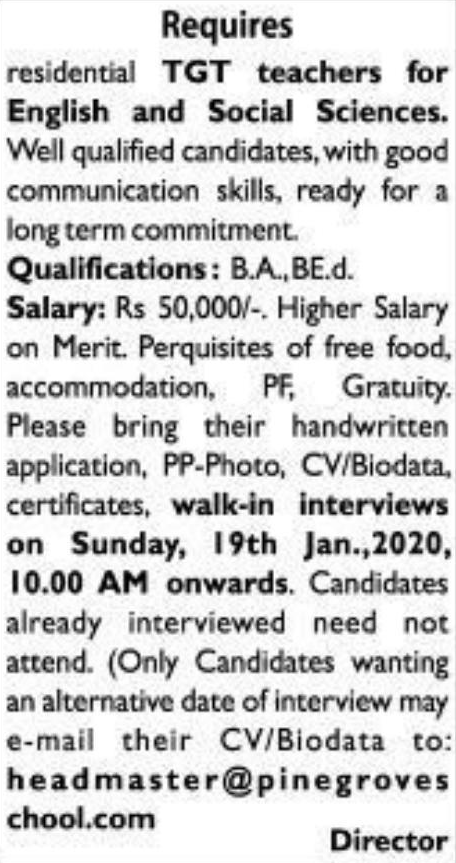 Requires
residential TGT teachers for
English and Social Sciences.
Well qualified candidates, with good
communication skills, ready for a
long term commitment.
Qualifications : B.A., BE.d.
Salary: Rs 50,000/-. Higher Salary
on Merit. Perquisites of free food,
accommodation, PF, Gratuity.
Please bring their handwritten
application, PP-Photo, CV/Biodata,
certificates, walk-in interviews
on Sunday, 19th Jan.,2020,
10.00 AM onwards. Candidates
already interviewed need not
attend. (Only Candidates wanting
an alternative date of interview may
e-mail their CV/Biodata to:
headmaster@pinegroves
chool.com
Director